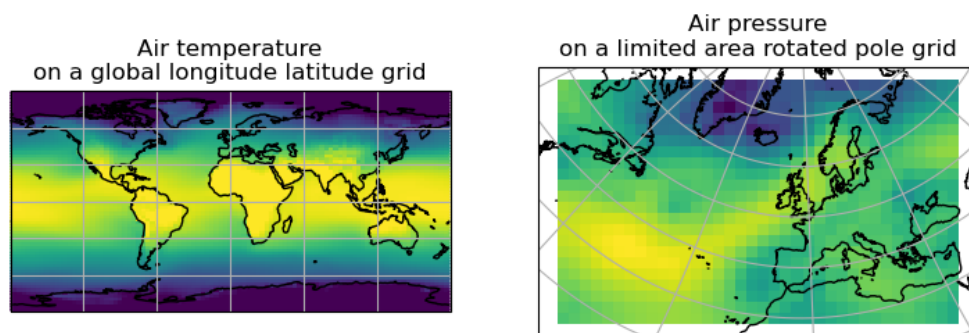 Air temperature
on a global longitude latitude grid
Air pressure
on a limited area rotated pole grid